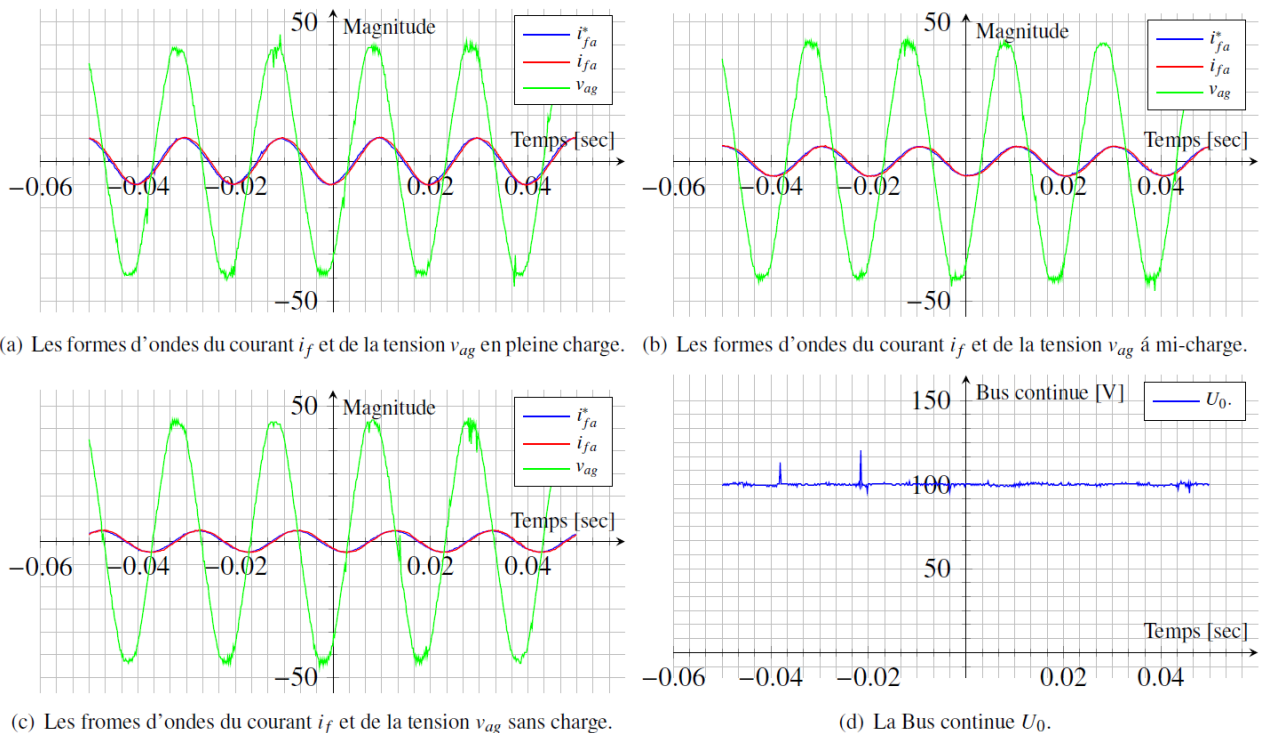 50
Magnitude
i*fa
ifa
vag
Temps [sec]
−0.06
−0.04
−0.02
0.02
0.04
−50
(a) Les formes d'ondes du courant if et de la tension vag en pleine charge.
50
Magnitude
i*fa
ifa
vag
Temps [sec]
−0.06
−0.04
−0.02
0.02
0.04
−50
(b) Les formes d'ondes du courant if et de la tension vag á mi-charge.
50
Magnitude
i*fa
ifa
vag
Temps [sec]
−0.06
−0.04
−0.02
0.02
0.04
−50
(c) Les fromes d'ondes du courant if et de la tension vag sans charge.
150
Bus continue [V]
U0.
100
50
Temps [sec]
−0.06
−0.04
−0.02
0.02
0.04
(d) La Bus continue U0.